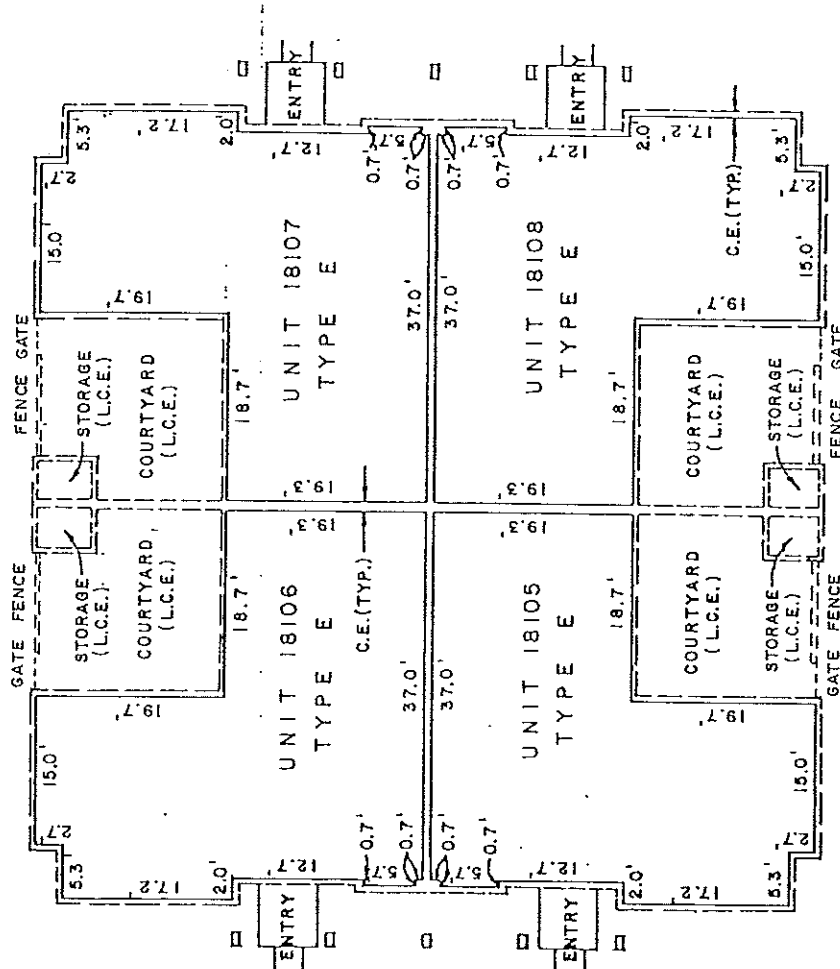 ENTRY
ENTRY
5.3'
17.2'
2.0'
12.7'
0.7'
5.7'
0.7'
0.7'
5.7'
0.7'
12.7'
2.0'
17.2'
5.3'
2.7'
15.0'
19.7'
UNIT 18107
TYPE E
37.0'
37.0'
UNIT 18108
TYPE E
19.7'
15.0'
2.7'
C.E.(TYP.)
FENCE GATE
STORAGE
(L.C.E.)
COURTYARD
(L.C.E.)
18.7'
19.3'
19.3'
18.7'
COURTYARD
(L.C.E.)
STORAGE
(L.C.E.)
FENCE GATE
GATE FENCE
STORAGE
(L.C.E.)
COURTYARD
(L.C.E.)
18.7'
19.3'
C.E.(TYP.)
19.3'
18.7'
COURTYARD
(L.C.E.)
STORAGE
(L.C.E.)
GATE FENCE
15.0'
2.7'
19.7'
UNIT 18106
TYPE E
37.0'
37.0'
UNIT 18105
TYPE E
19.7'
15.0'
2.7'
5.3'
17.2'
2.0'
12.7'
0.7'
5.7'
0.7'
0.7'
5.7'
0.7'
12.7'
2.0'
17.2'
5.3'
ENTRY
ENTRY